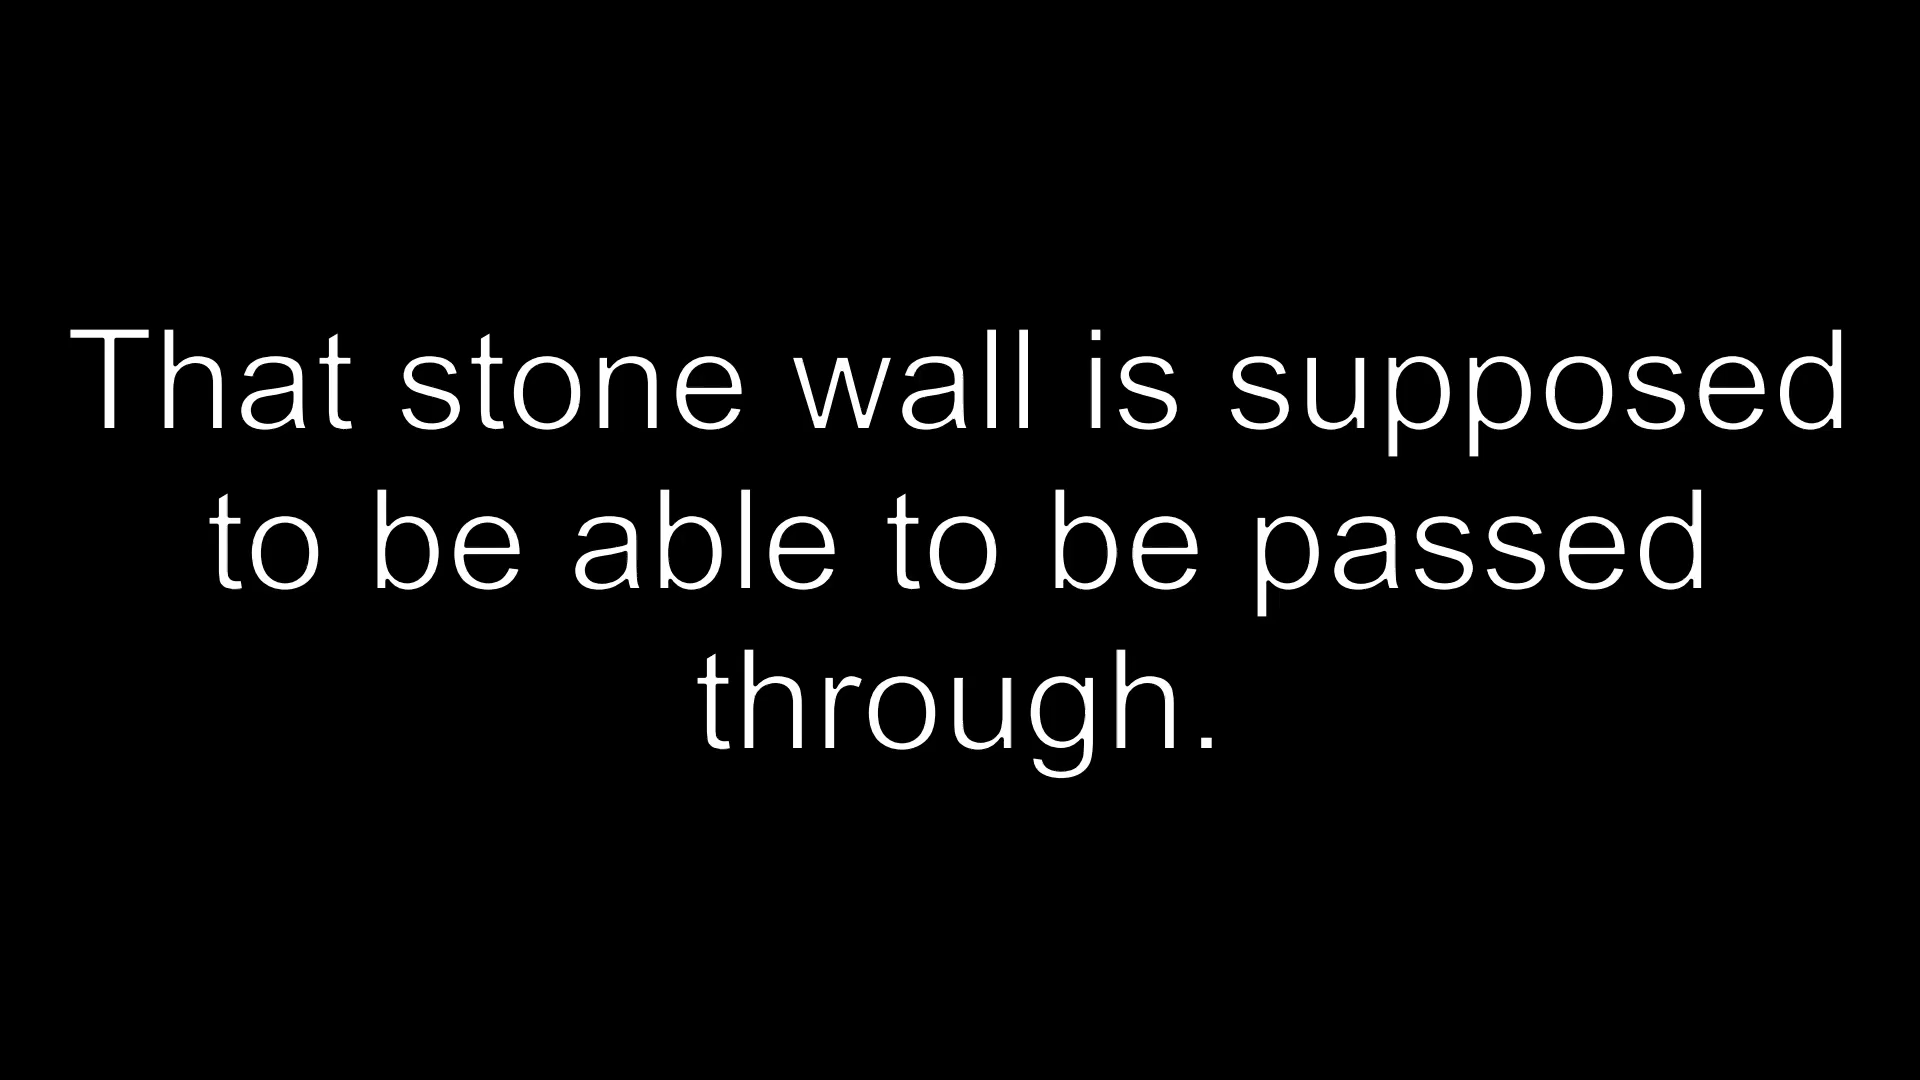 That stone wall is supposed
to be able to be passed
through.